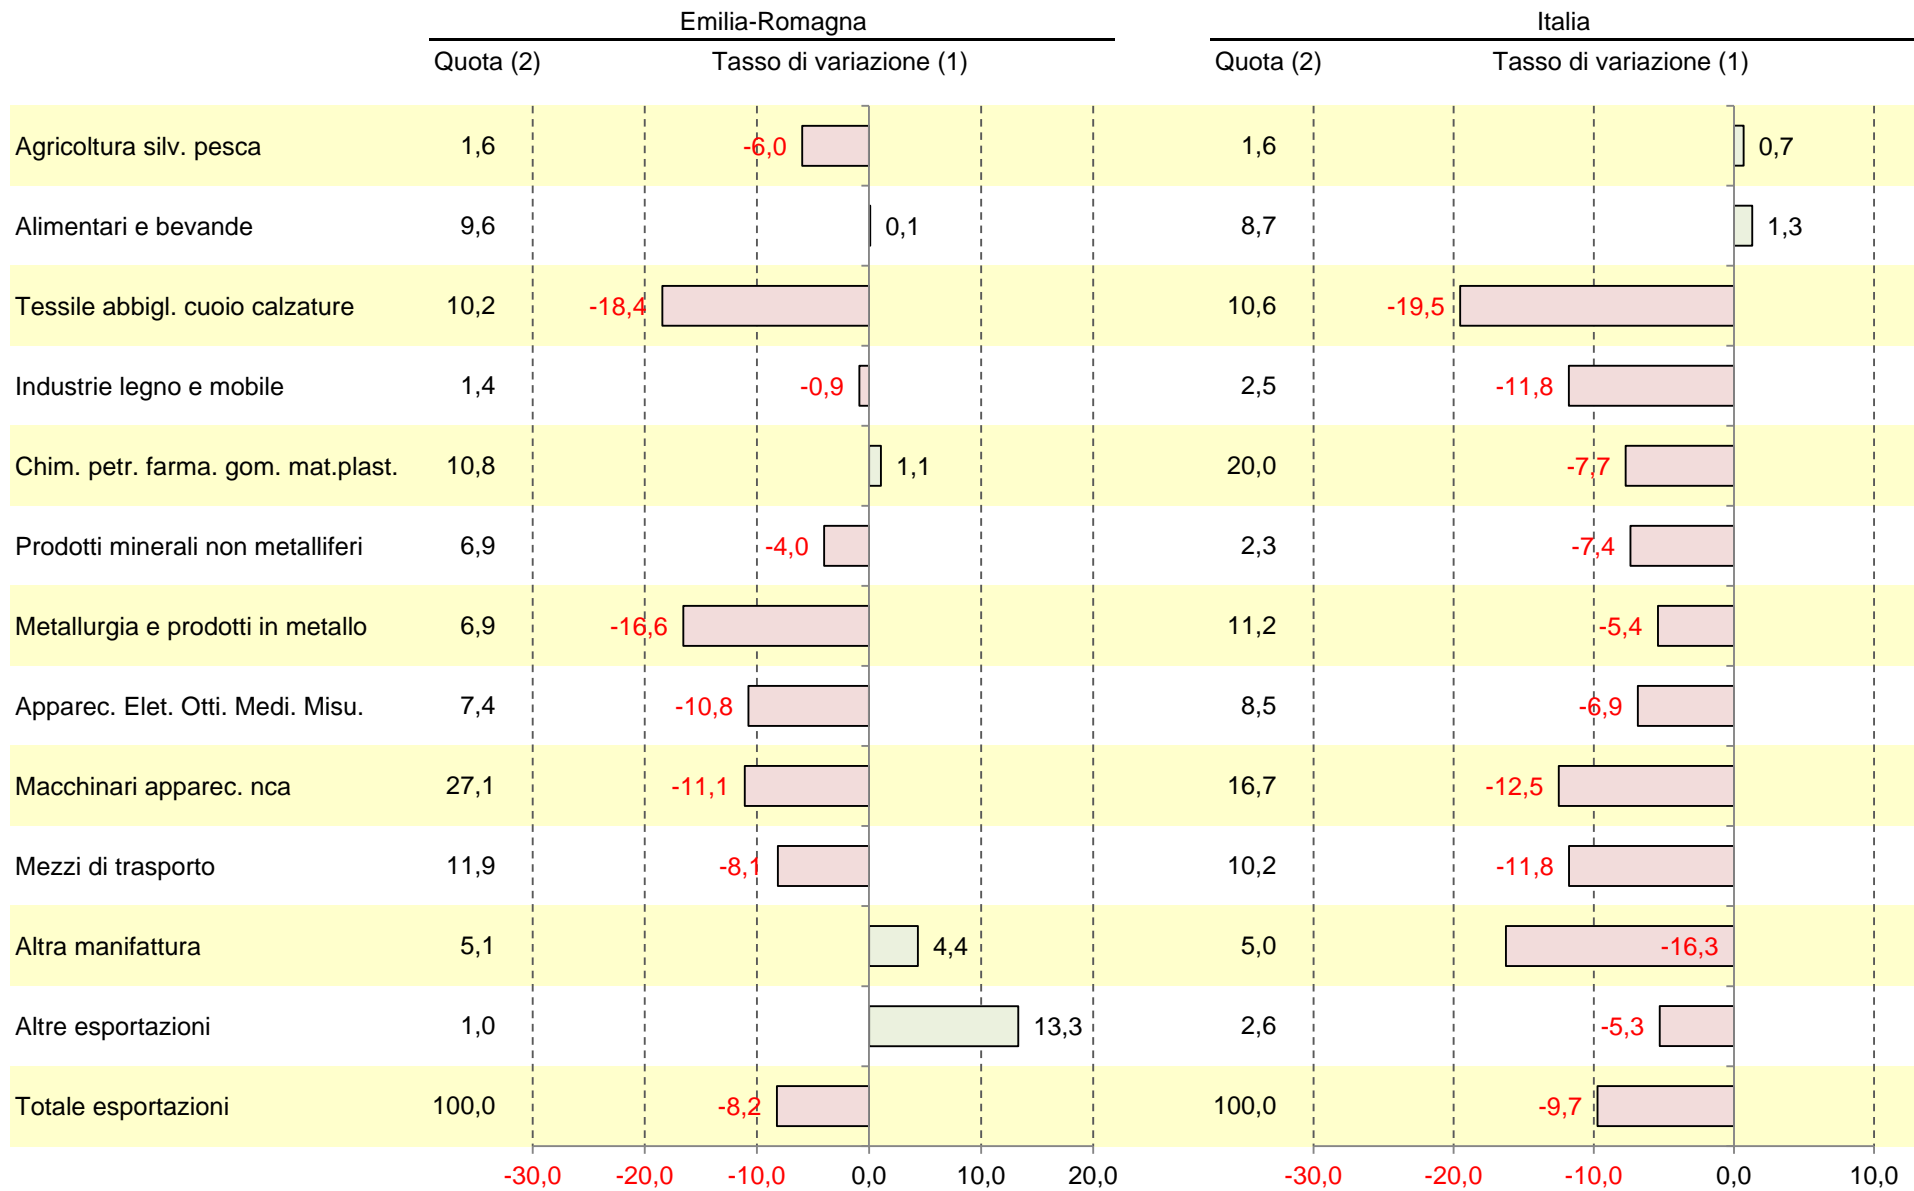 Emilia-Romagna Italia
Quota (2) Tasso di variazione (1) Quota (2) Tasso di variazione (1)
Agricoltura silv. pesca 1,6 -6,0 1,6 0,7
Alimentari e bevande 9,6 0,1 8,7 1,3
Tessile abbigl. cuoio calzature 10,2 -18,4 10,6 -19,5
Industrie legno e mobile 1,4 -0,9 2,5 -11,8
Chim. petr. farma. gom. mat.plast. 10,8 1,1 20,0 -7,7
Prodotti minerali non metalliferi 6,9 -4,0 2,3 -7,4
Metallurgia e prodotti in metallo 6,9 -16,6 11,2 -5,4
Apparec. Elet. Otti. Medi. Misu. 7,4 -10,8 8,5 -6,9
Macchinari apparec. nca 27,1 -11,1 16,7 -12,5
Mezzi di trasporto 11,9 -8,1 10,2 -11,8
Altra manifattura 5,1 4,4 5,0 -16,3
Altre esportazioni 1,0 13,3 2,6 -5,3
Totale esportazioni 100,0 -8,2 100,0 -9,7
-30,0 -20,0 -10,0 0,0 10,0 20,0 -30,0 -20,0 -10,0 0,0 10,0